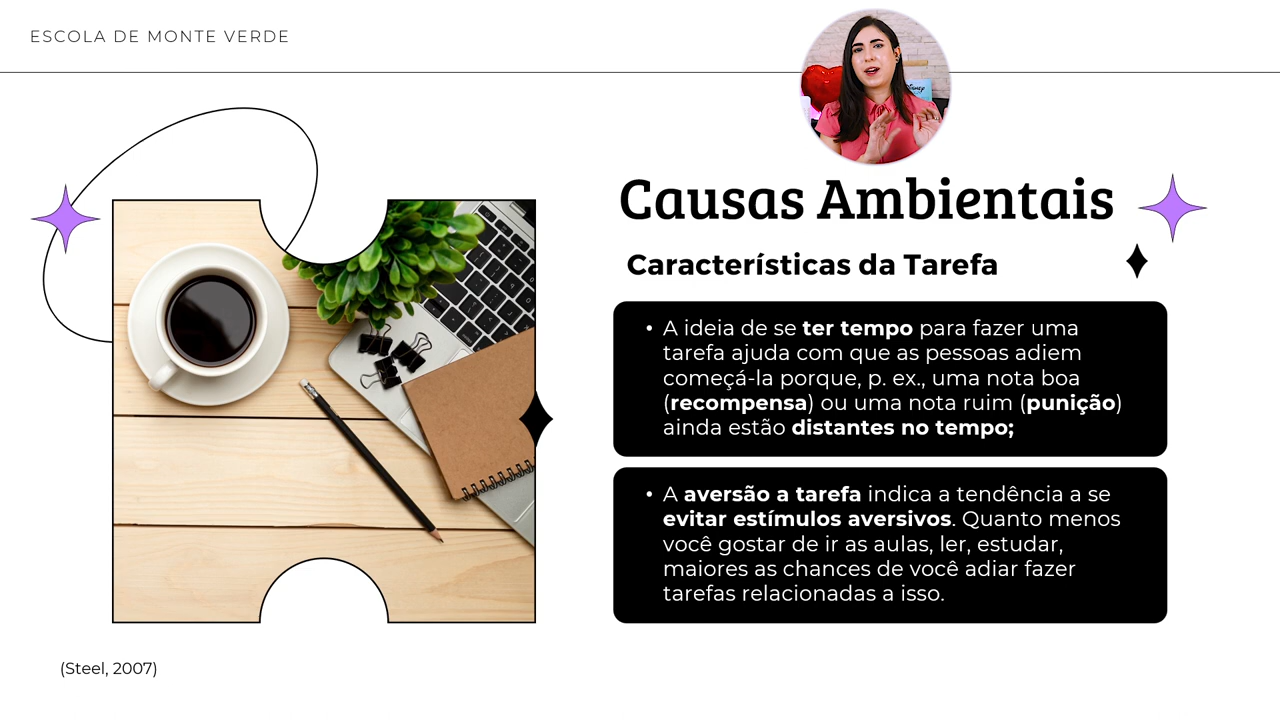 ESCOLA DE MONTE VERDE
Disney
Causas Ambientais
Características da Tarefa
• A ideia de se ter tempo para fazer uma
tarefa ajuda com que as pessoas adiem
começá-la porque, p. ex., uma nota boa
(recompensa) ou uma nota ruim (punição)
ainda estão distantes no tempo;
• A aversão a tarefa indica a tendência a se
evitar estímulos aversivos. Quanto menos
você gostar de ir as aulas, ler, estudar,
maiores as chances de você adiar fazer
tarefas relacionadas a isso.
(Steel, 2007)